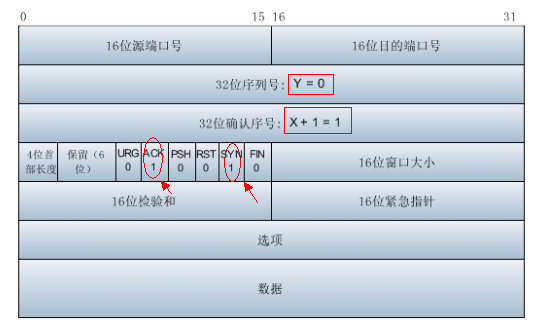 0 15 16 31
16位源端口号 16位目的端口号
32位序列号: Y = 0
32位确认序号: X + 1 = 1
4位首部长度 保留（6位） URG 0 ACK 1 PSH 0 RST 0 SYN 1 FIN 0 16位窗口大小
16位检验和 16位紧急指针
选项
数据